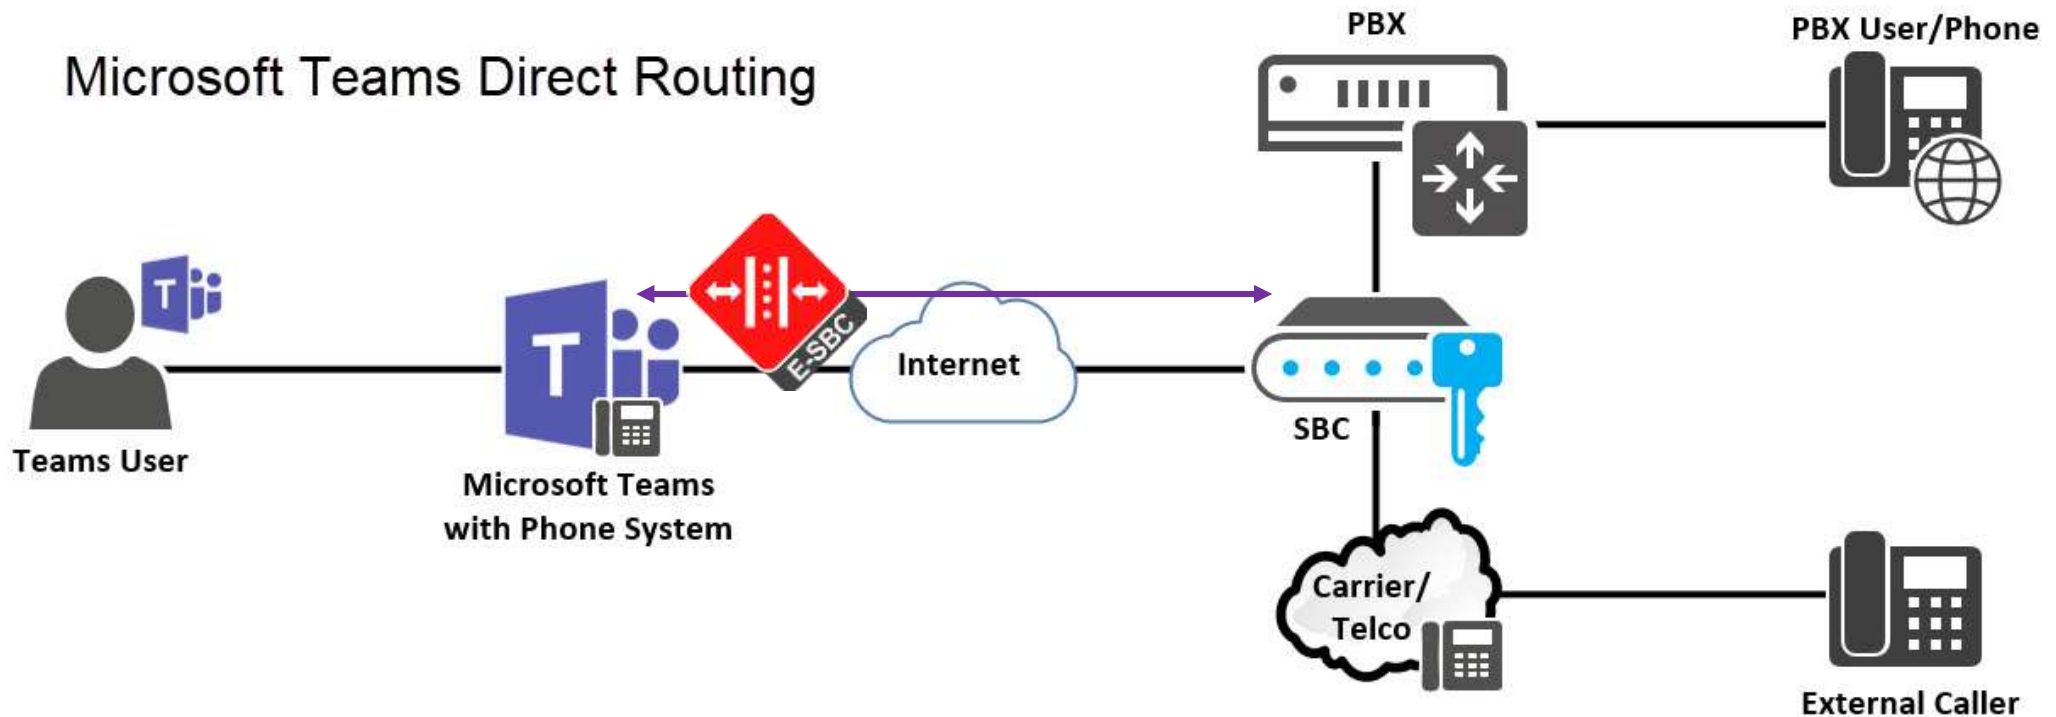 Microsoft Teams Direct Routing
PBX
PBX User/Phone
T
T
E-SBC
Internet
SBC
Teams User
Microsoft Teams
with Phone System
Carrier/
Telco
External Caller